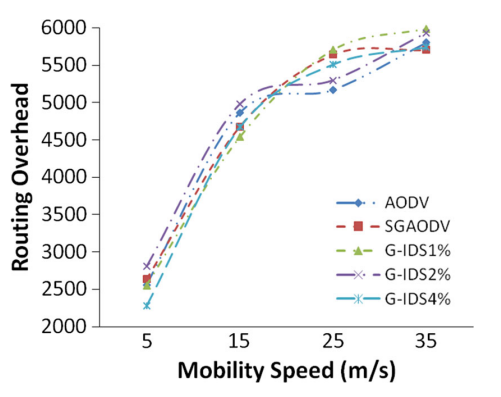 Routing Overhead
6000
5500
5000
4500
4000
3500
3000
2500
2000
AODV
SGAODV
G-IDS1%
G-IDS2%
G-IDS4%
5 15 25 35
Mobility Speed (m/s)